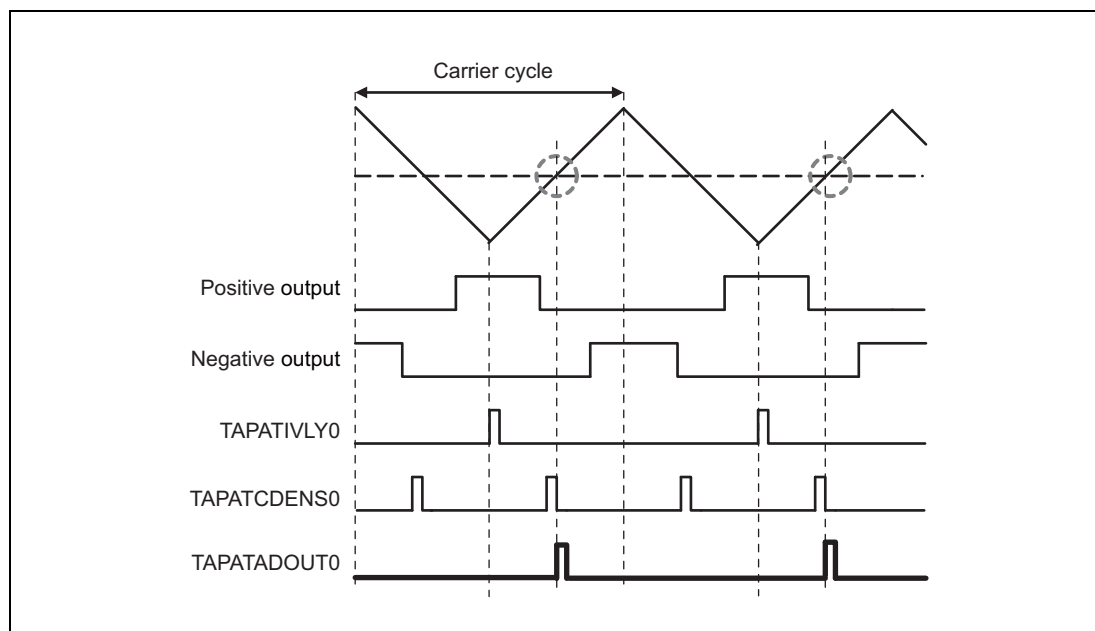 Carrier cycle
Positive output
Negative output
TAPATIVLY0
TAPATCDENS0
TAPATADOUT0